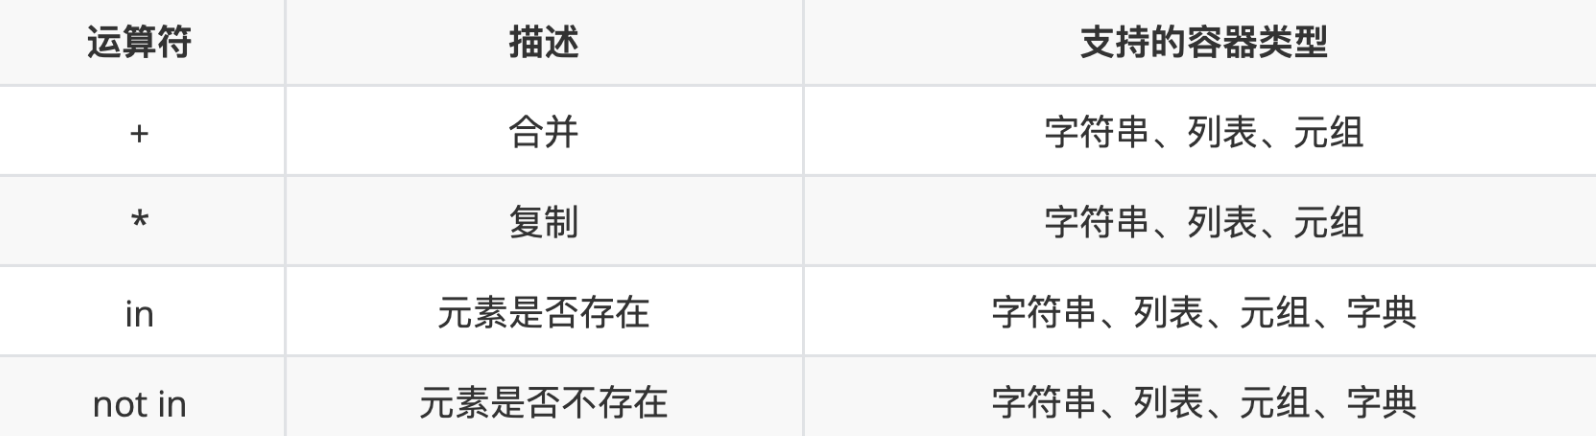 运算符 描述 支持的容器类型
+ 合并 字符串、列表、元组
* 复制 字符串、列表、元组
in 元素是否存在 字符串、列表、元组、字典
not in 元素是否不存在 字符串、列表、元组、字典